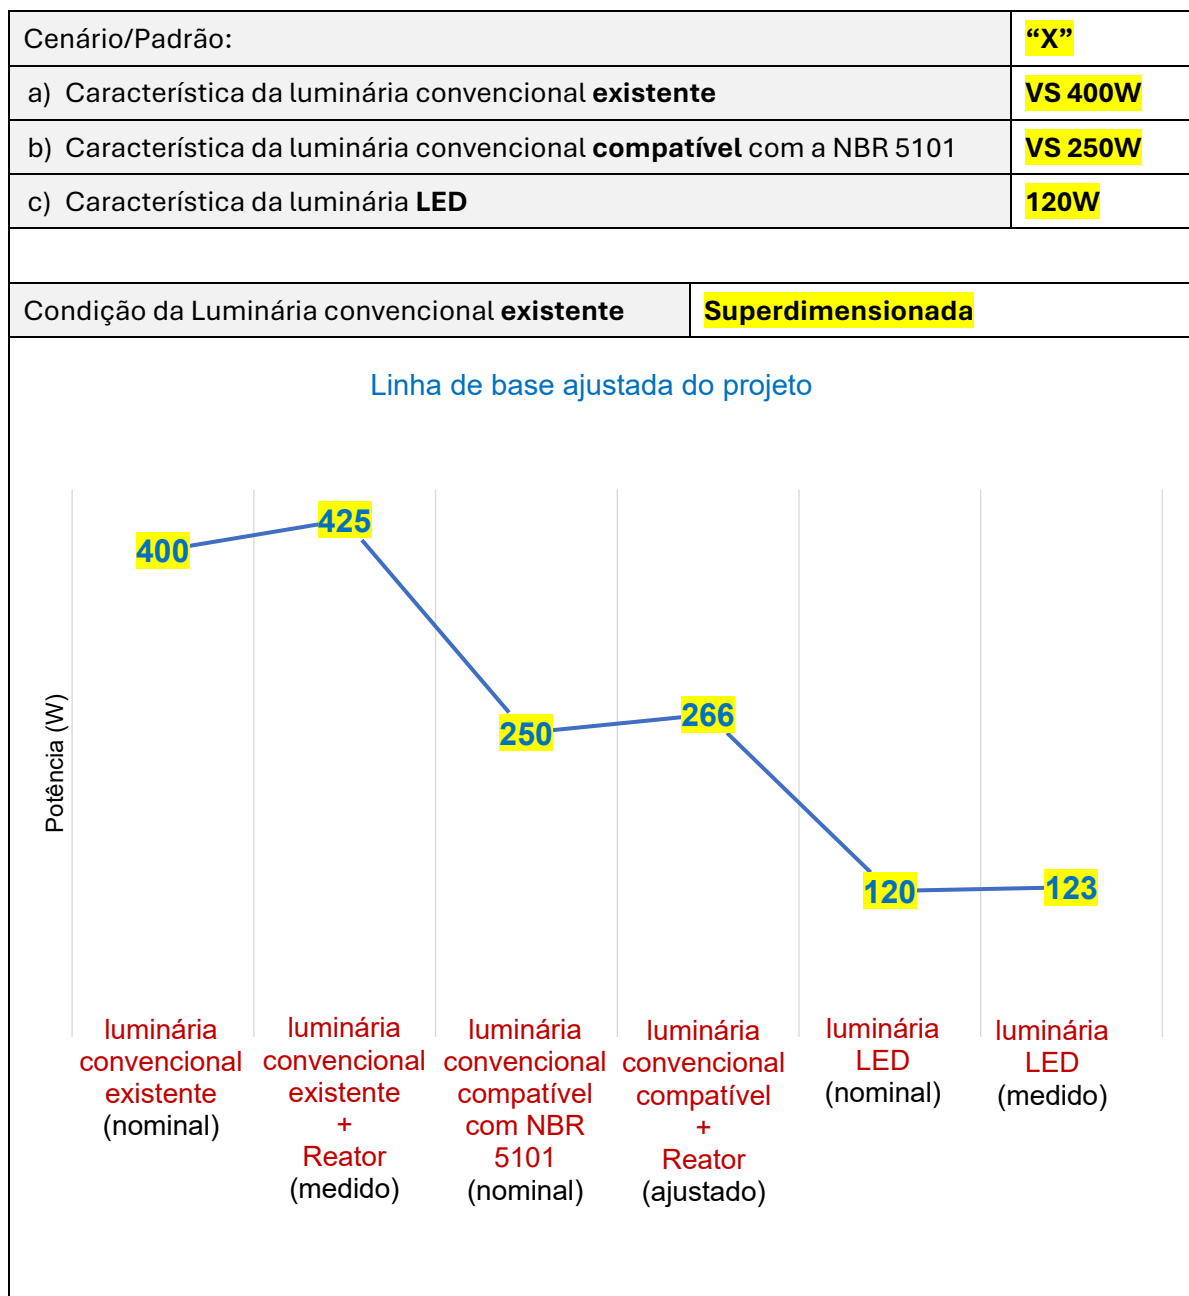 Cenário/Padrão:
“X”
a) Característica da luminária convencional existente
VS 400W
b) Característica da luminária convencional compatível com a NBR 5101
VS 250W
c) Característica da luminária LED
120W
Condição da Luminária convencional existente
Superdimensionada
Linha de base ajustada do projeto
Potência (W)
400
425
250
266
120
123
luminária
convencional
existente
(nominal)
luminária
convencional
existente
+
Reator
(medido)
luminária
convencional
compatível
com NBR
5101
(nominal)
luminária
convencional
compatível
+
Reator
(ajustado)
luminária
LED
(nominal)
luminária
LED
(medido)